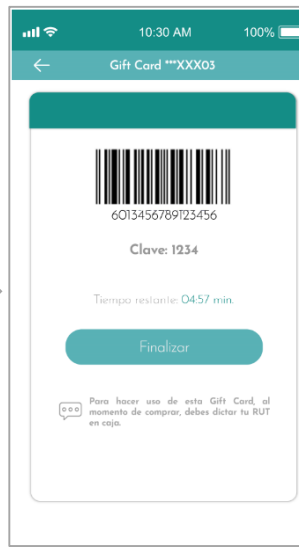 10:30 AM 100%
Gift Card ***XXX03
6013456789123456
Clave: 1234
Tiempo restante: 04:57 min.
Finalizar
Para hacer uso de esta Gift Card, al
momento de comprar, debes dictar tu RUT
en caja.